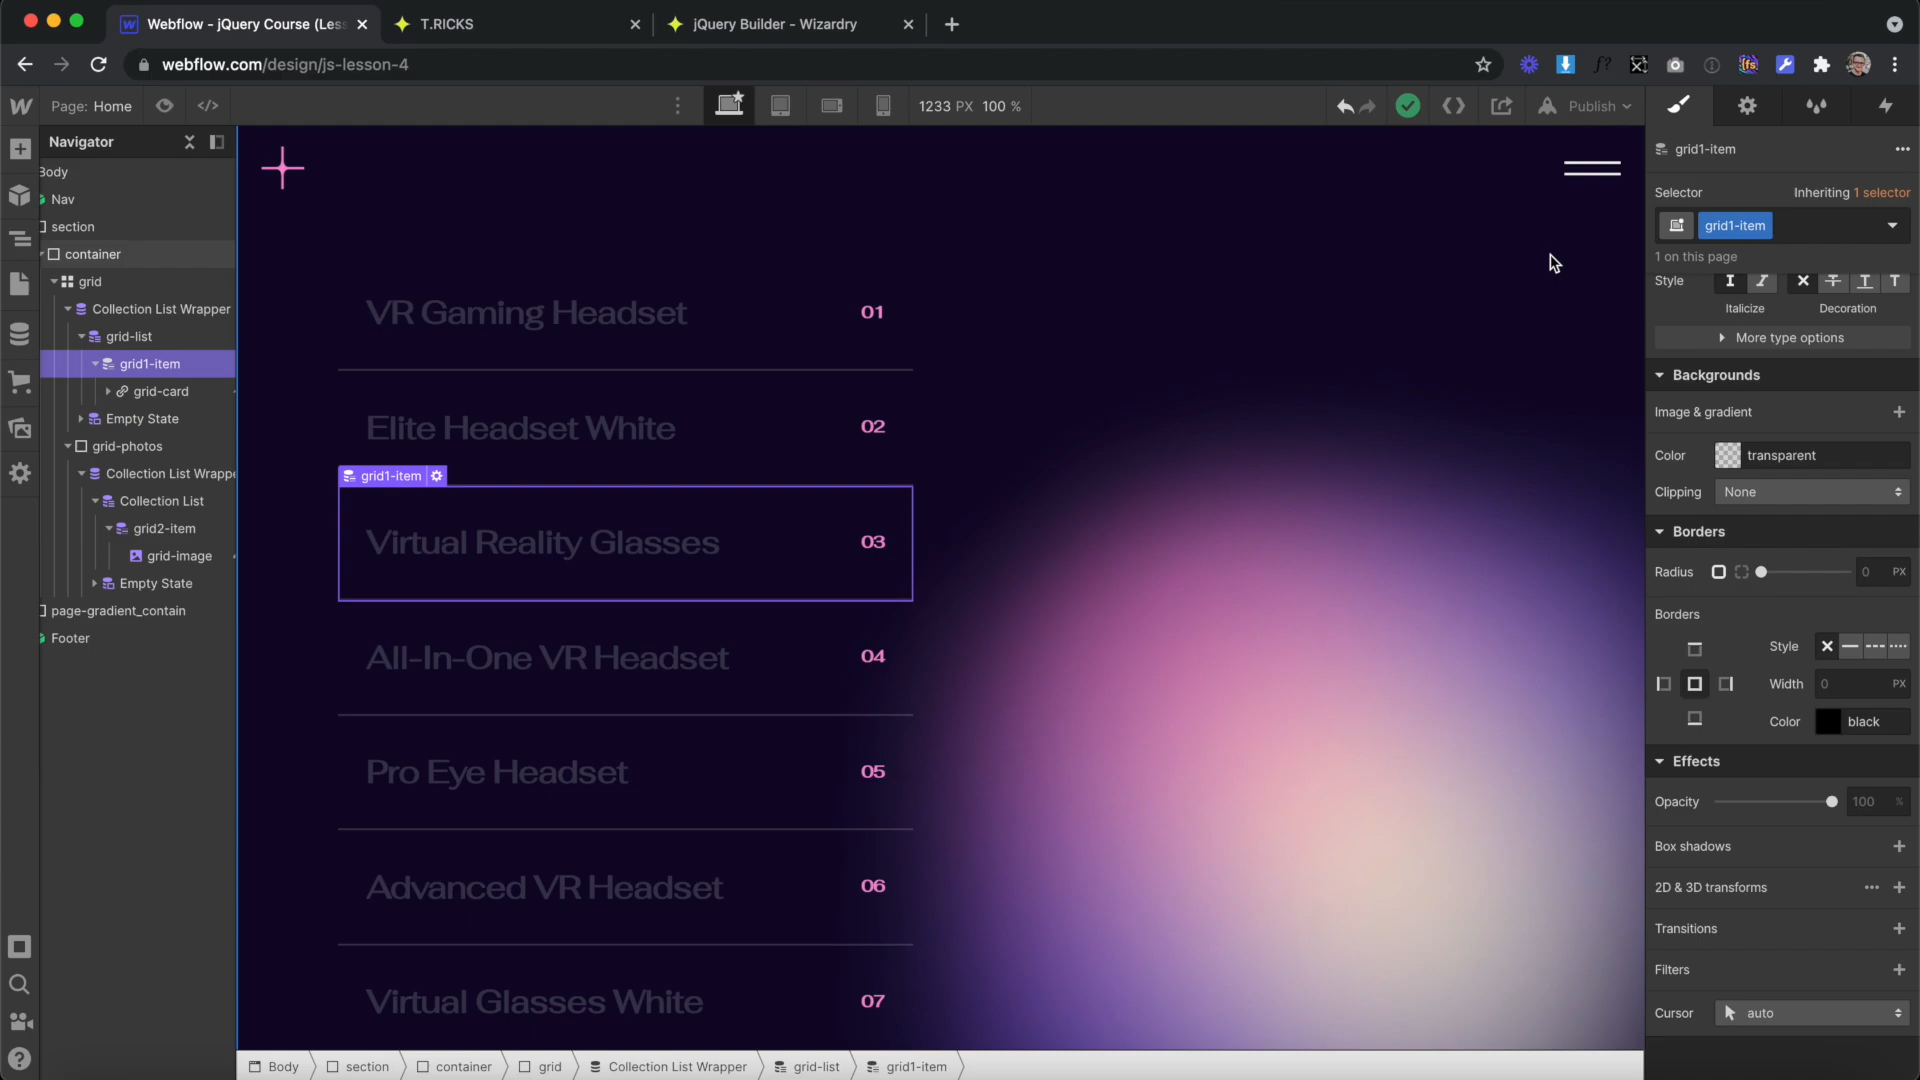 Webflow - jQuery Course (Les
T.RICKS
jQuery Builder - Wizardry
webflow.com/design/js-lesson-4
Page: Home
1233 PX 100 %
Publish
Navigator
Body
Nav
section
container
grid
Collection List Wrapper
grid-list
grid1-item
grid-card
Empty State
grid-photos
Collection List Wrappe
Collection List
grid2-item
grid-image
Empty State
page-gradient_contain
Footer
VR Gaming Headset 01
Elite Headset White 02
grid1-item
Virtual Reality Glasses 03
All-In-One VR Headset 04
Pro Eye Headset 05
Advanced VR Headset 06
Virtual Glasses White 07
Body section container grid Collection List Wrapper grid-list grid1-item
grid1-item
Selector Inheriting 1 selector
grid1-item
1 on this page
Style
Italicize Decoration
More type options
Backgrounds
Image & gradient
Color transparent
Clipping None
Borders
Radius 0 PX
Borders
Style
Width 0 PX
Color black
Effects
Opacity 100 %
Box shadows
2D & 3D transforms
Transitions
Filters
Cursor auto